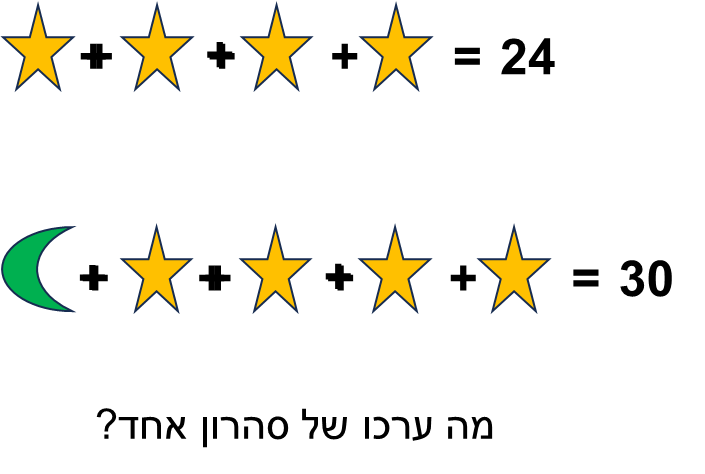 + + + = 24
+ + + + = 30
מה ערכו של סהרון אחד?